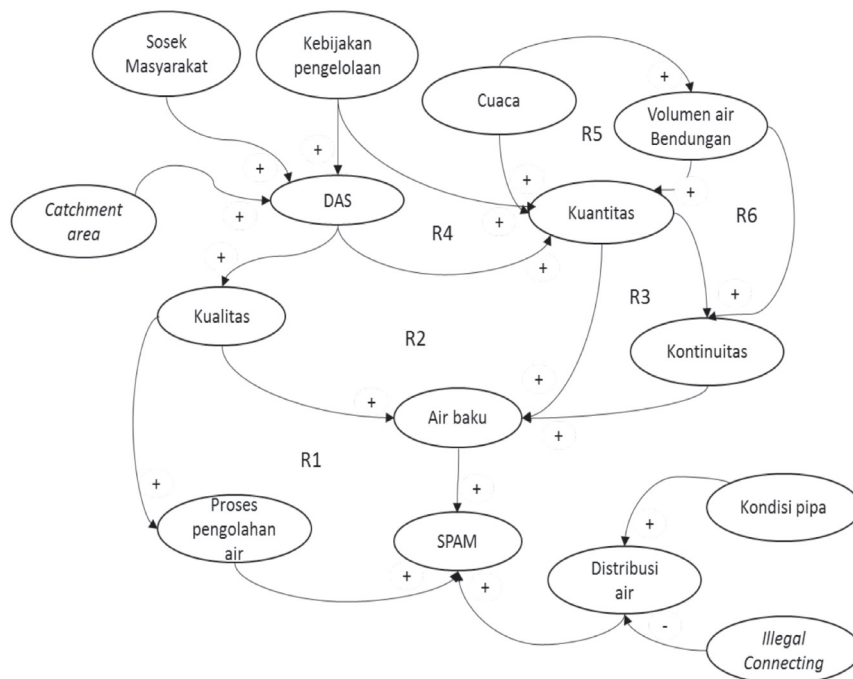 Sosek
Masyarakat
Kebijakan
pengelolaan
Cuaca
+
Volumen air
Bendungan
R5
+
+
+
+
+
Catchment
area
+
DAS
+
Kuantitas
R4
R6
+
+
Kualitas
R3
+
R2
Kontinuitas
+
+
Air baku
+
R1
+
+
Proses
pengolahan
air
SPAM
+
Kondisi pipa
+
+
Distribusi
air
-
Illegal
Connecting